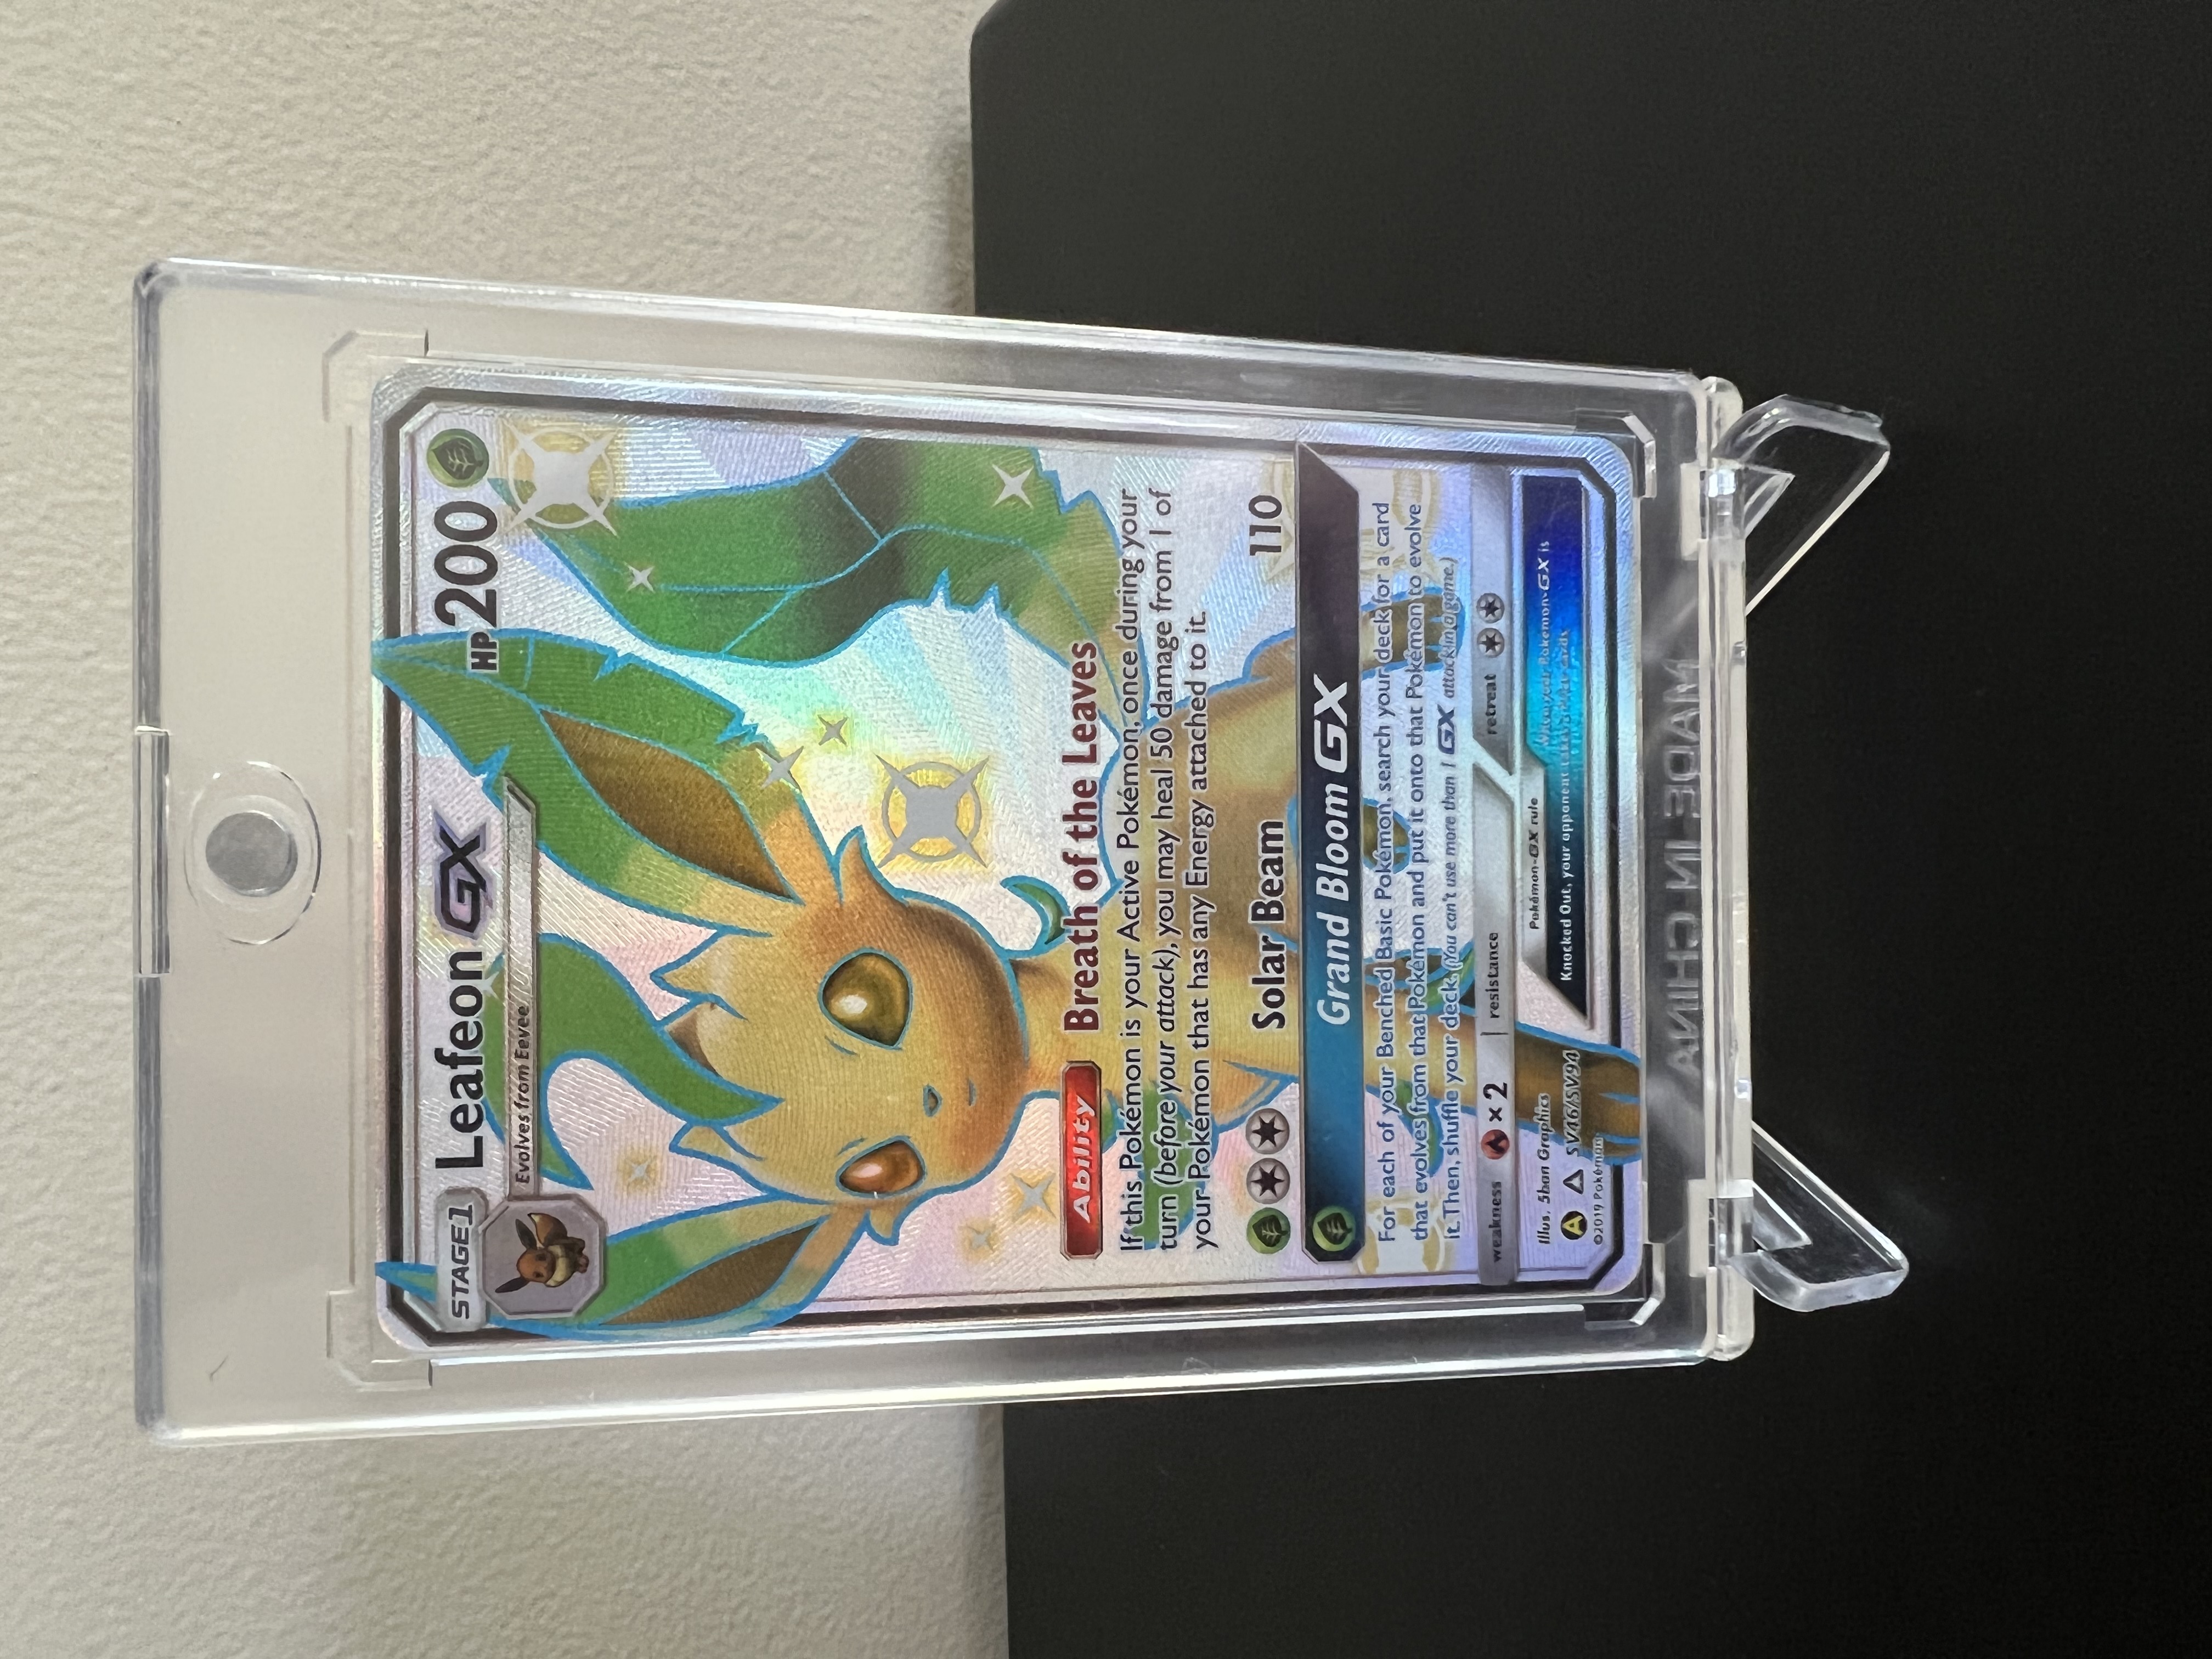 STAGE1 Leafeon GX HP 200
Evolves from Eevee
Ability Breath of the Leaves
If this Pokémon is your Active Pokémon, once during your
turn (before your attack), you may heal 50 damage from 1 of
your Pokémon that has any Energy attached to it.
Solar Beam 110
Grand Bloom GX
For each of your Benched Basic Pokémon, search your deck for a card
that evolves from that Pokémon and put it onto that Pokémon to evolve
it. Then, shuffle your deck. (You can't use more than 1 GX attack in a game.)
weakness ×2 resistance retreat
Illus. 5ban Graphics
Pokémon-GX rule When your Pokémon-GX is
Knocked Out, your opponent takes 2 Prize cards.
A SV46/SV94
©2019 Pokémon
MADE IN CHINA